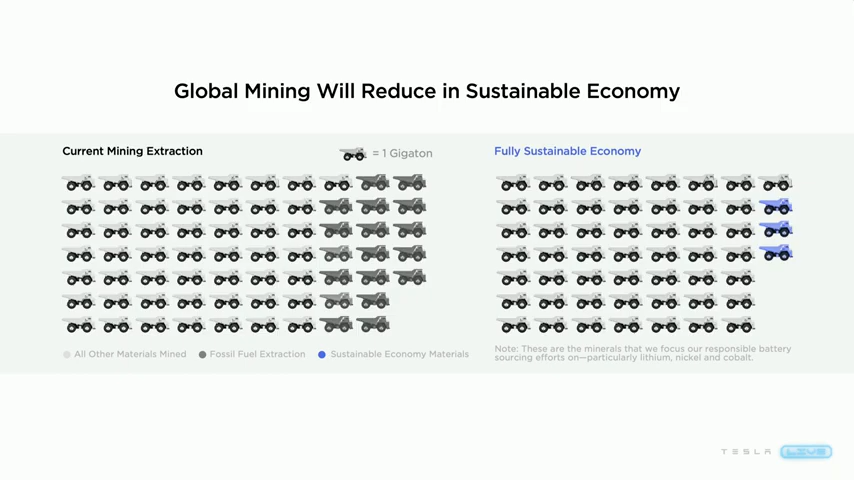 Global Mining Will Reduce in Sustainable Economy
Current Mining Extraction
= 1 Gigaton
Fully Sustainable Economy
All Other Materials Mined
Fossil Fuel Extraction
Sustainable Economy Materials
Note: These are the minerals that we focus our responsible battery
sourcing efforts on—particularly lithium, nickel and cobalt.
TESLA LIVE